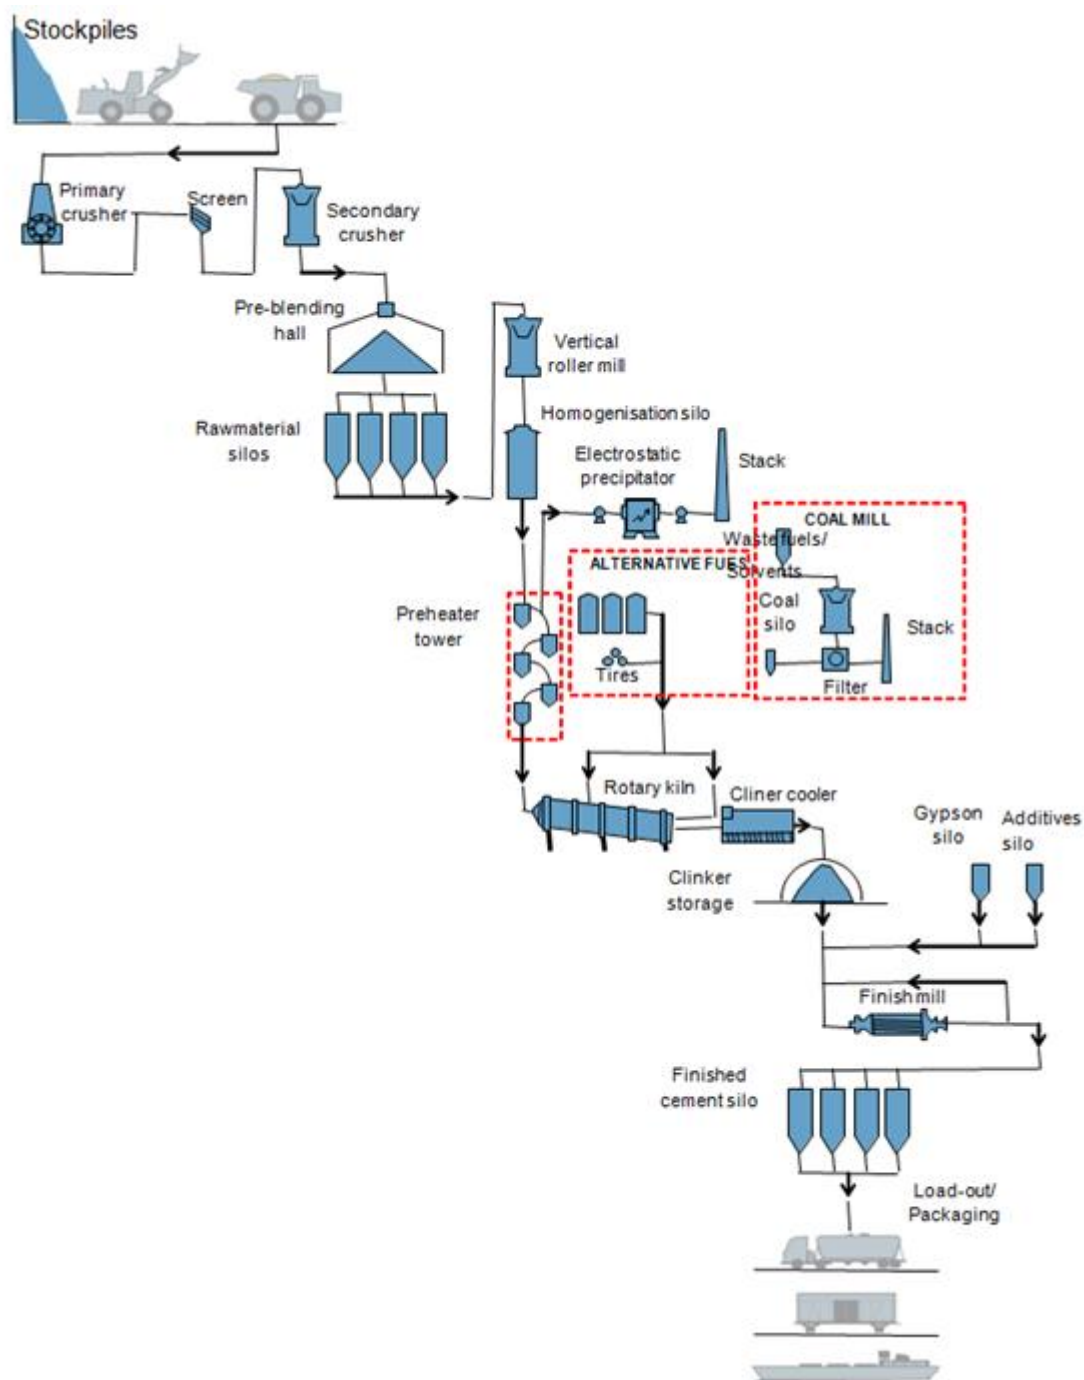 Stockpiles
Primary
crusher
Screen
Secondary
crusher
Pre-blending
hall
Vertical
roller mill
Rawmaterial
silos
Homogenisation silo
Electrostatic
precipitator
Stack
COAL MILL
Waste fuels/
Solvents
ALTERNATIVE FUES
Coal
silo
Stack
Filter
Preheater
tower
Tires
Rotary kiln
Cliner cooler
Gypson
silo
Additives
silo
Clinker
storage
Finish mill
Finished
cement silo
Load-out/
Packaging